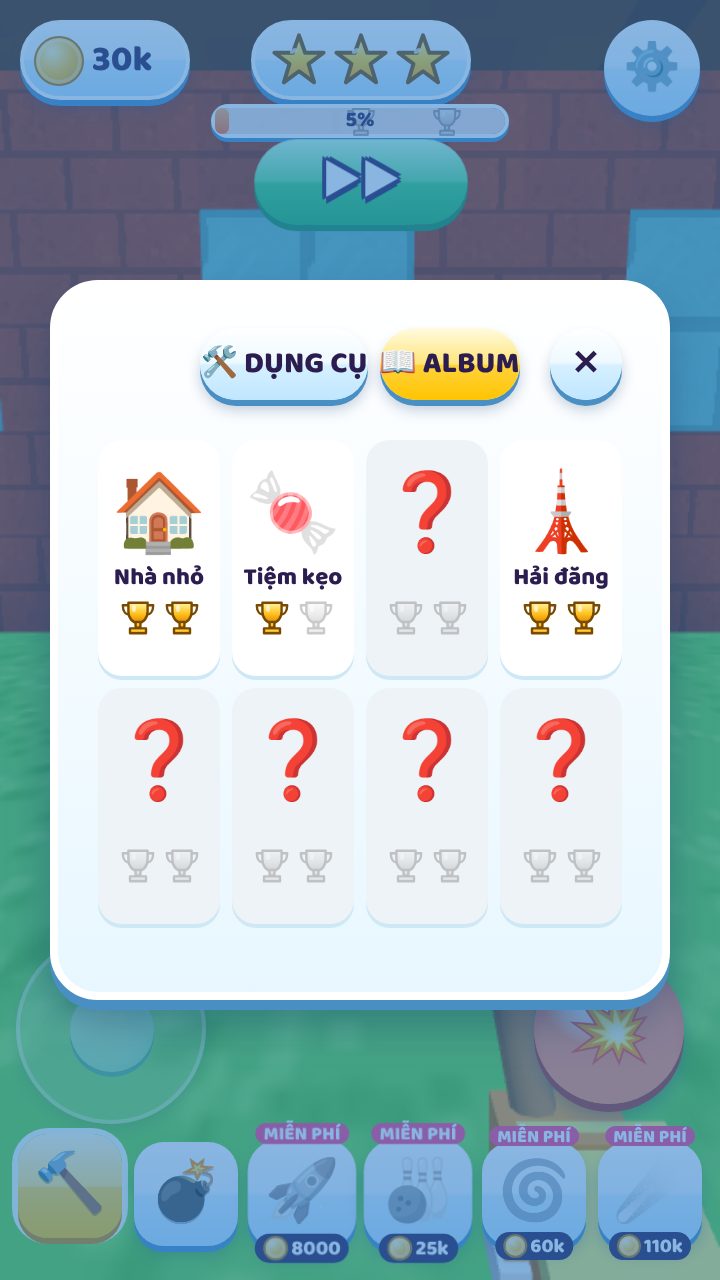 30k
5%
🛠️ DỤNG CỤ
📖 ALBUM
✕
Nhà nhỏ
Tiệm kẹo
❓
Hải đăng
❓
❓
❓
❓
MIỄN PHÍ
MIỄN PHÍ
MIỄN PHÍ
MIỄN PHÍ
8000
25k
60k
110k